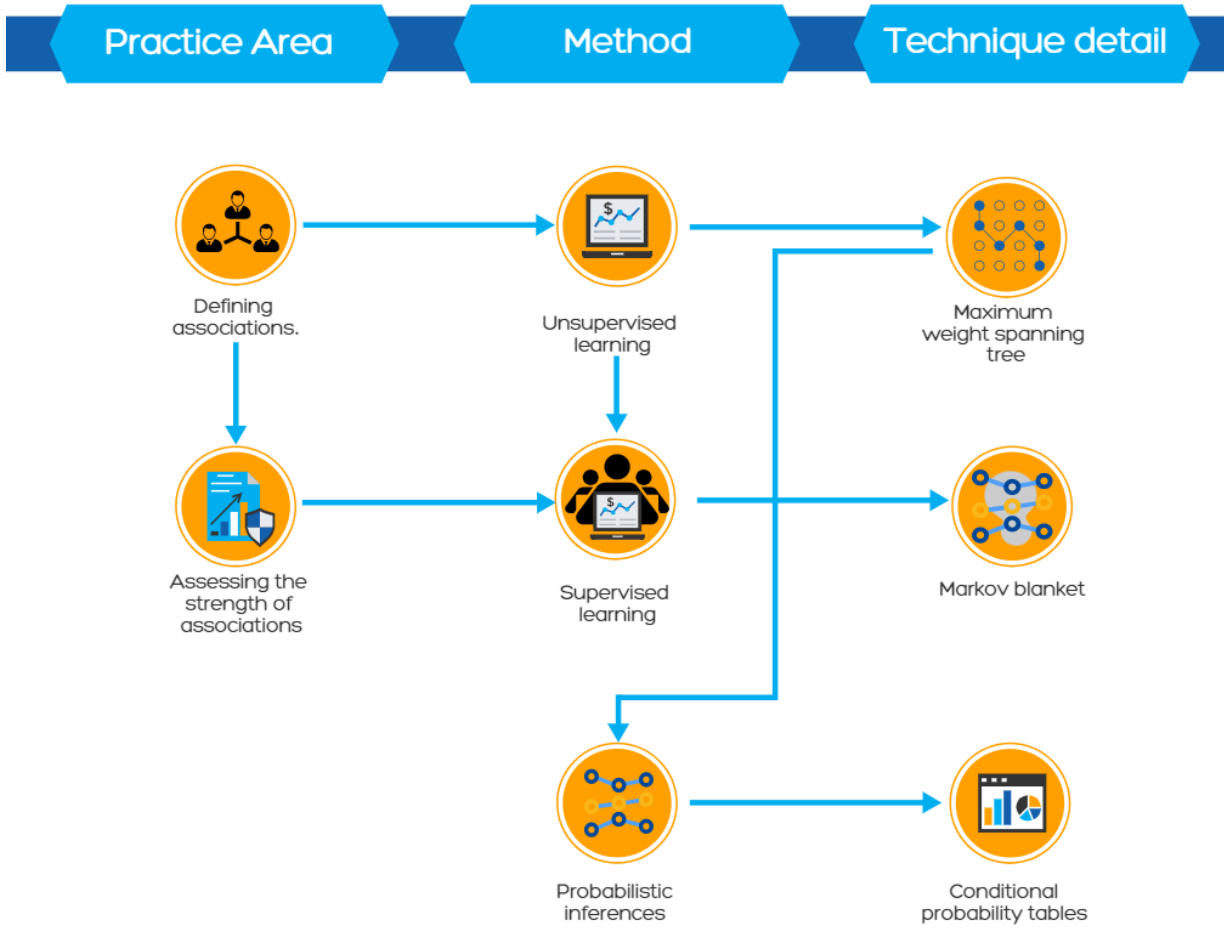 Practice Area
Method
Technique detail
Defining
associations.
$
Unsupervised
learning
Maximum
weight spanning
tree
Assessing the
strength of
associations
$
Supervised
learning
Markov blanket
Probabilistic
inferences
Conditional
probability tables